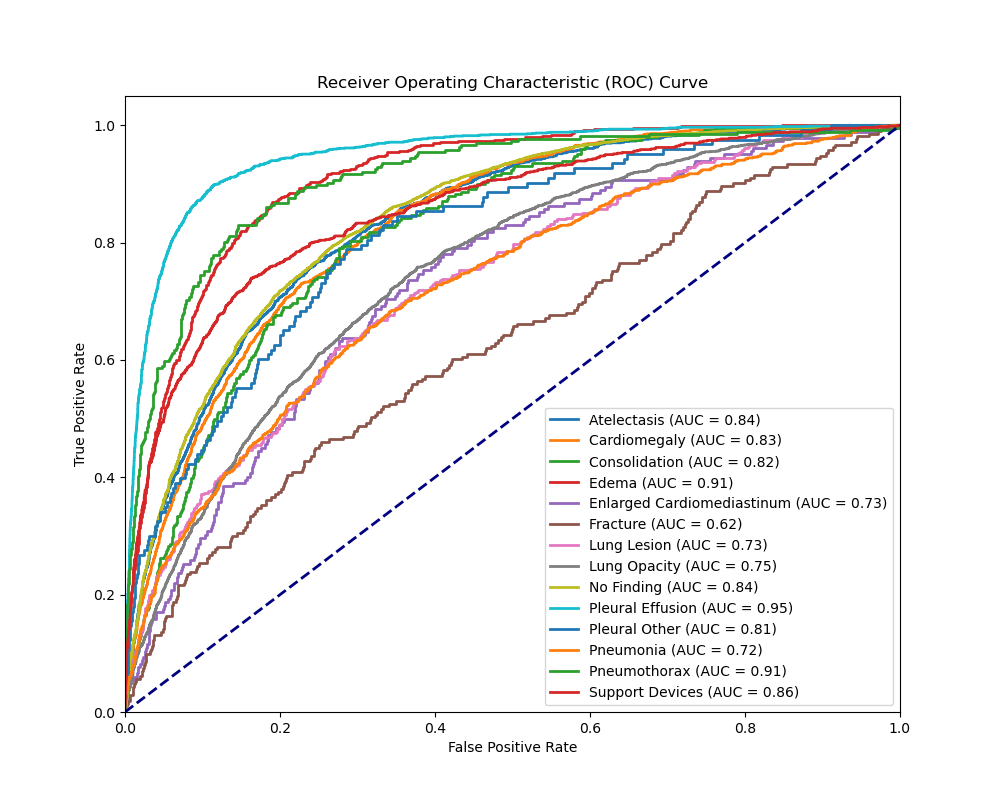 Receiver Operating Characteristic (ROC) Curve
1.0
0.8
0.6
0.4
0.2
0.0
True Positive Rate
0.0 0.2 0.4 0.6 0.8 1.0
False Positive Rate
Atelectasis (AUC = 0.84)
Cardiomegaly (AUC = 0.83)
Consolidation (AUC = 0.82)
Edema (AUC = 0.91)
Enlarged Cardiomediastinum (AUC = 0.73)
Fracture (AUC = 0.62)
Lung Lesion (AUC = 0.73)
Lung Opacity (AUC = 0.75)
No Finding (AUC = 0.84)
Pleural Effusion (AUC = 0.95)
Pleural Other (AUC = 0.81)
Pneumonia (AUC = 0.72)
Pneumothorax (AUC = 0.91)
Support Devices (AUC = 0.86)